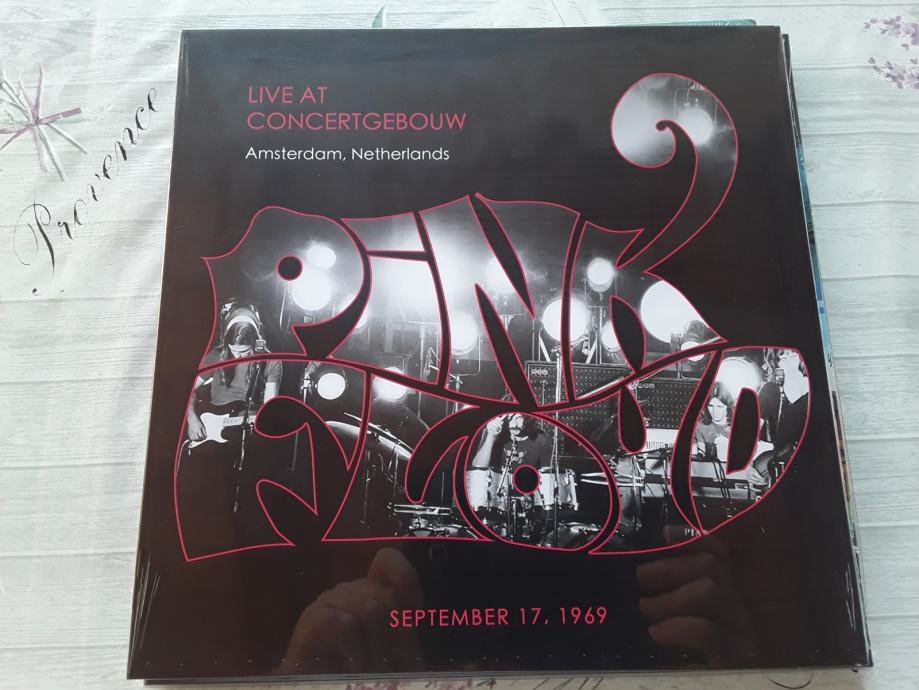 LIVE AT
CONCERTGEBOUW
Amsterdam, Netherlands
Provence
PINK
FLOYD
SEPTEMBER 17, 1969